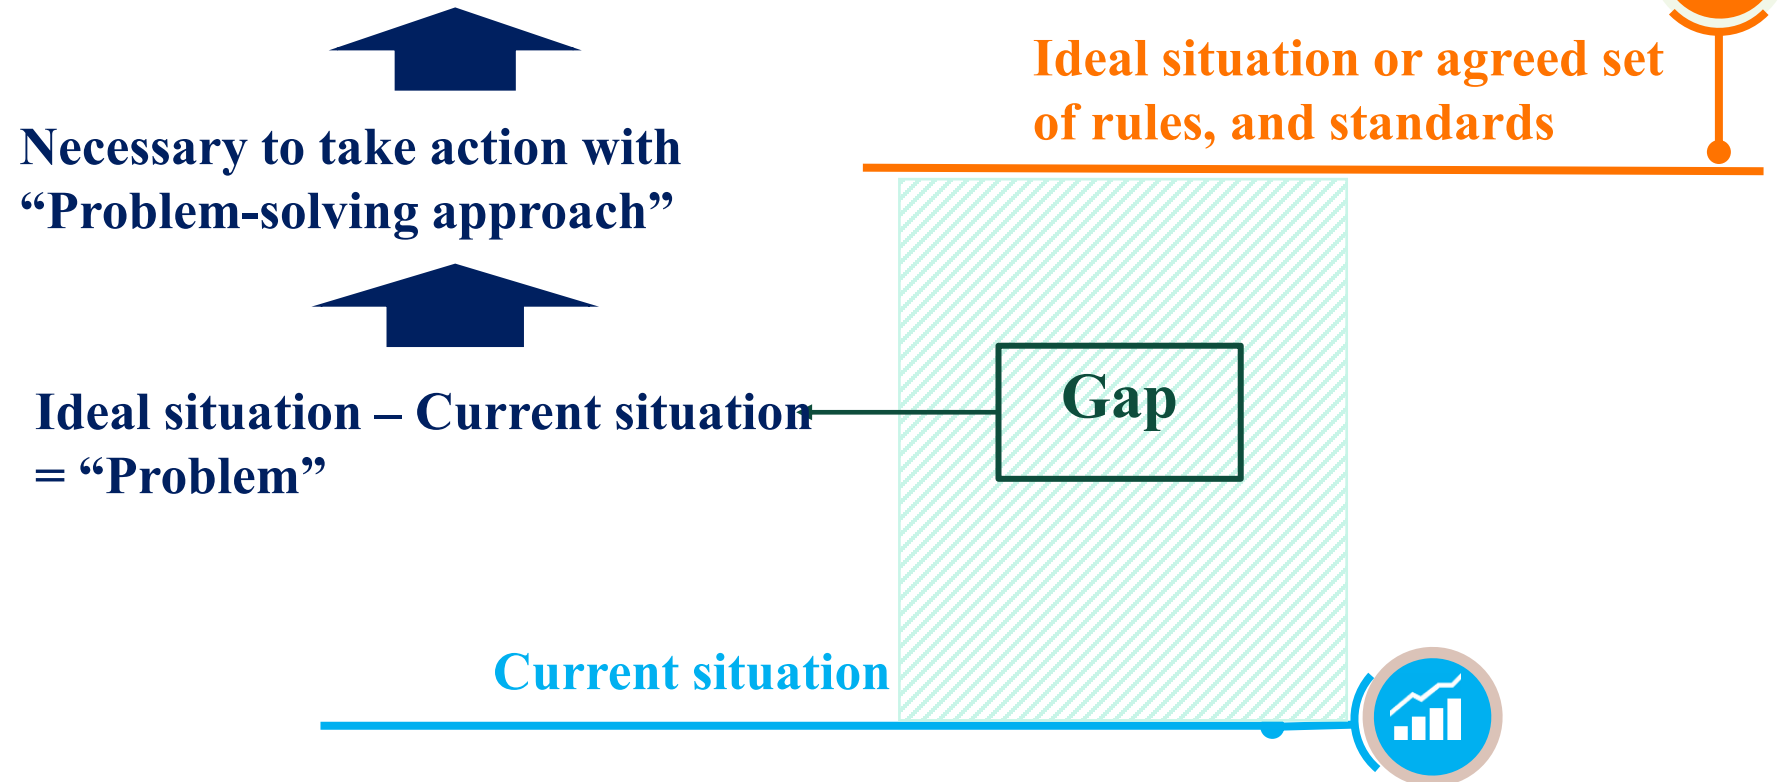 Ideal situation or agreed set
of rules, and standards
Necessary to take action with
“Problem-solving approach”
Gap
Ideal situation – Current situation
= “Problem”
Current situation